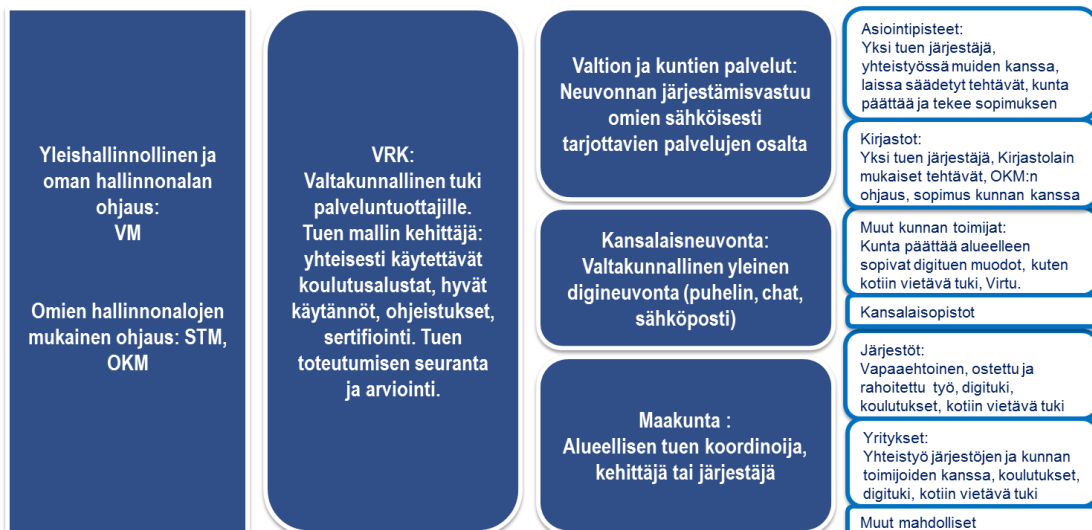 Yleishallinnollinen ja
oman hallinnonalan
ohjaus:
VM
Omien hallinnonalojen
mukainen ohjaus: STM,
OKM
VRK:
Valtakunnallinen tuki
palveluntuottajille.
Tuen mallin kehittäjä:
yhteisesti käytettävät
koulutusalustat, hyvät
käytännöt, ohjeistukset,
sertifiointi. Tuen
toteutumisen seuranta
ja arviointi.
Valtion ja kuntien palvelut:
Neuvonnan järjestämisvastuu
omien sähköisesti
tarjottavien palvelujen osalta
Kansalaisneuvonta:
Valtakunnallinen yleinen
digineuvonta (puhelin, chat,
sähköposti)
Maakunta :
Alueellisen tuen koordinoija,
kehittäjä tai järjestäjä
Asiointipisteet:
Yksi tuen järjestäjä,
yhteistyössä muiden kanssa,
laissa säädetyt tehtävät, kunta
päättää ja tekee sopimuksen
Kirjastot:
Yksi tuen järjestäjä, Kirjastolain
mukaiset tehtävät, OKM:n
ohjaus, sopimus kunnan kanssa
Muut kunnan toimijat:
Kunta päättää alueelleen
sopivat digituen muodot, kuten
kotiin vietävä tuki, Virtu.
Kansalaisopistot
Järjestöt:
Vapaaehtoinen, ostettu ja
rahoitettu työ, digituki,
koulutukset, kotiin vietävä tuki
Yritykset:
Yhteistyö järjestöjen ja kunnan
toimijoiden kanssa, koulutukset,
digituki, kotiin vietävä tuki
Muut mahdolliset